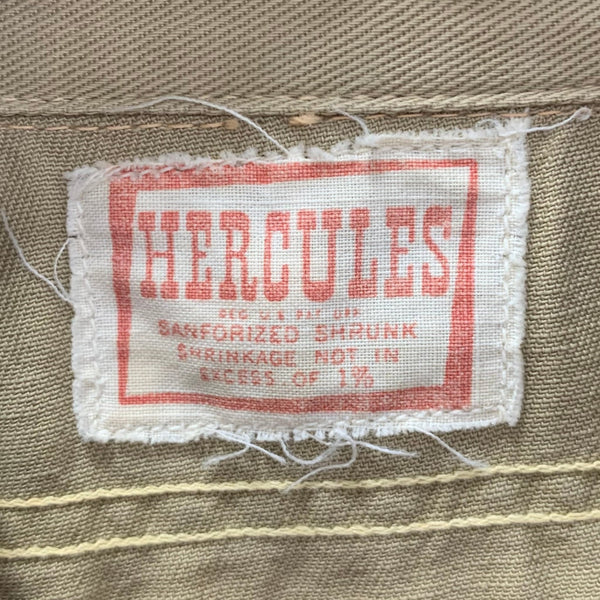 HERCULES
REG. U.S. PAT. OFF.
SANFORIZED SHRUNK
SHRINKAGE NOT IN
EXCESS OF 1%